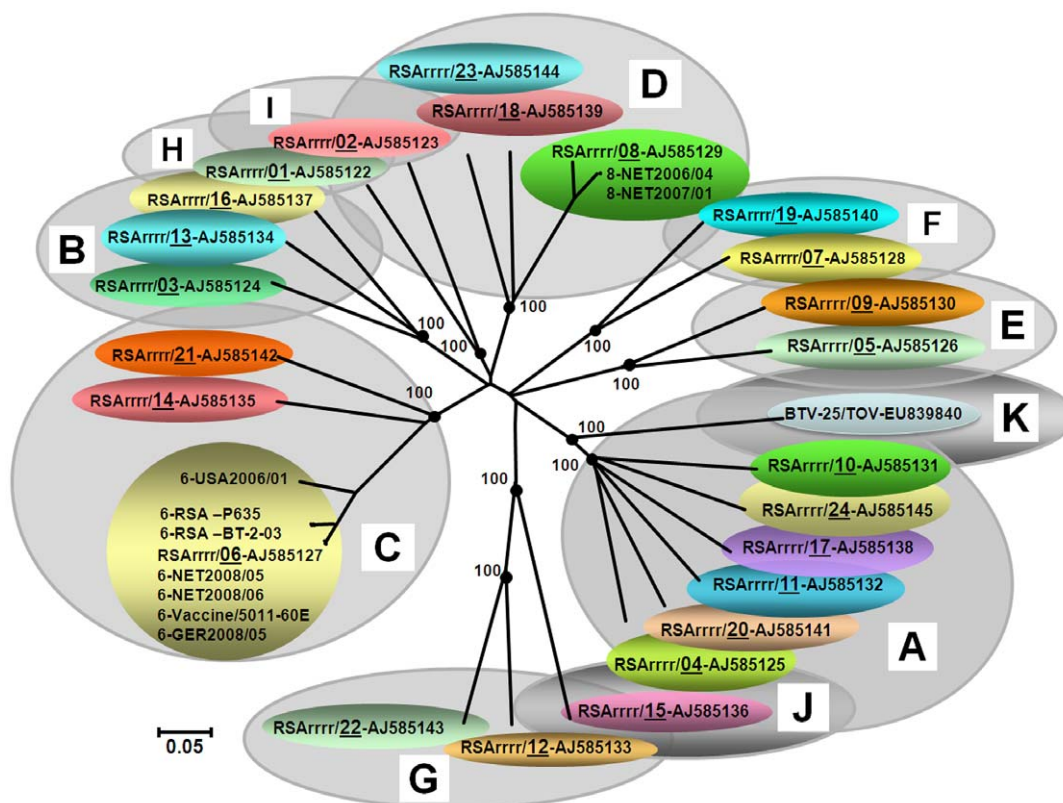 D
RSArrrr/23-AJ585144
RSArrrr/18-AJ585139
I
RSArrrr/02-AJ585123
H
RSArrrr/01-AJ585122
RSArrrr/08-AJ585129
8-NET2006/04
8-NET2007/01
RSArrrr/16-AJ585137
B
RSArrrr/13-AJ585134
RSArrrr/03-AJ585124
F
RSArrrr/19-AJ585140
RSArrrr/07-AJ585128
E
RSArrrr/09-AJ585130
RSArrrr/05-AJ585126
100
100
100
100
100
100
100
100
100
100
RSArrrr/21-AJ585142
RSArrrr/14-AJ585135
K
BTV-25/TOV-EU839840
RSArrrr/10-AJ585131
RSArrrr/24-AJ585145
RSArrrr/17-AJ585138
RSArrrr/11-AJ585132
RSArrrr/20-AJ585141
RSArrrr/04-AJ585125
A
C
6-USA2006/01
6-RSA –P635
6-RSA –BT-2-03
RSArrrr/06-AJ585127
6-NET2008/05
6-NET2008/06
6-Vaccine/5011-60E
6-GER2008/05
J
RSArrrr/15-AJ585136
RSArrrr/22-AJ585143
RSArrrr/12-AJ585133
G
0.05